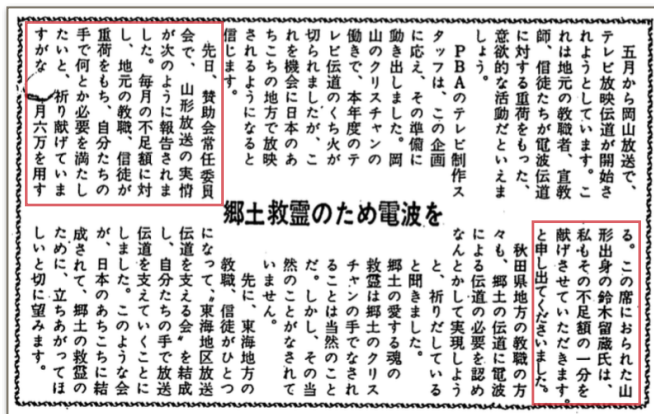 郷土救霊のため電波を
五月から岡山放送で、
テレビ放映伝道が開始さ
れようとしています。こ
れは地元の教職者、宣教
師、信徒たちが電波伝道
に対する重荷をもった、
意欲的な活動だといえま
しょう。
PBAのテレビ制作ス
タッフは、この企画
に応え、その準備に
動き出しました。岡
山のクリスチャンの
働きで、本年度のテ
レビ伝道のくち火が
切られましたが、こ
れを機会に日本のあ
ちこちの地方で放映
されるようになると
信じます。
先日、賛助会常任委員
会で、山形放送の実情
が次のように報告されま
した。毎月の不足額に対
し、地元の教職、信徒が
重荷をもち、自分たちの
手で何とか必要を満たし
たいと、祈り献げていま
すがな 月六万を用す
る。この席におられた山
形出身の鈴木留蔵氏は、
私もその不足額の一分を
献げさせていただきます。
と申し出てくださいました。
秋田県地方の教職の方
々も、郷土の伝道に電波
による伝道の必要を認め
なんとかして実現しよう
と、祈りだしている
と聞きました。
郷土の愛する魂の
救霊は郷土のクリス
チャンの手でなされ
ることは当然のこと
だ。しかし、その当
然のことがなされて
いません。
先に、東海地方の
教職、信徒がひとつ
になって〝東海地区放送
伝道を支える会〟を結成
し、自分たちの手で放送
伝道を支えていくことに
しました。このような会
が、日本のあちこちに結
成されて、郷土の救霊の
ために、立ちあがってほ
しいと切に望みます。